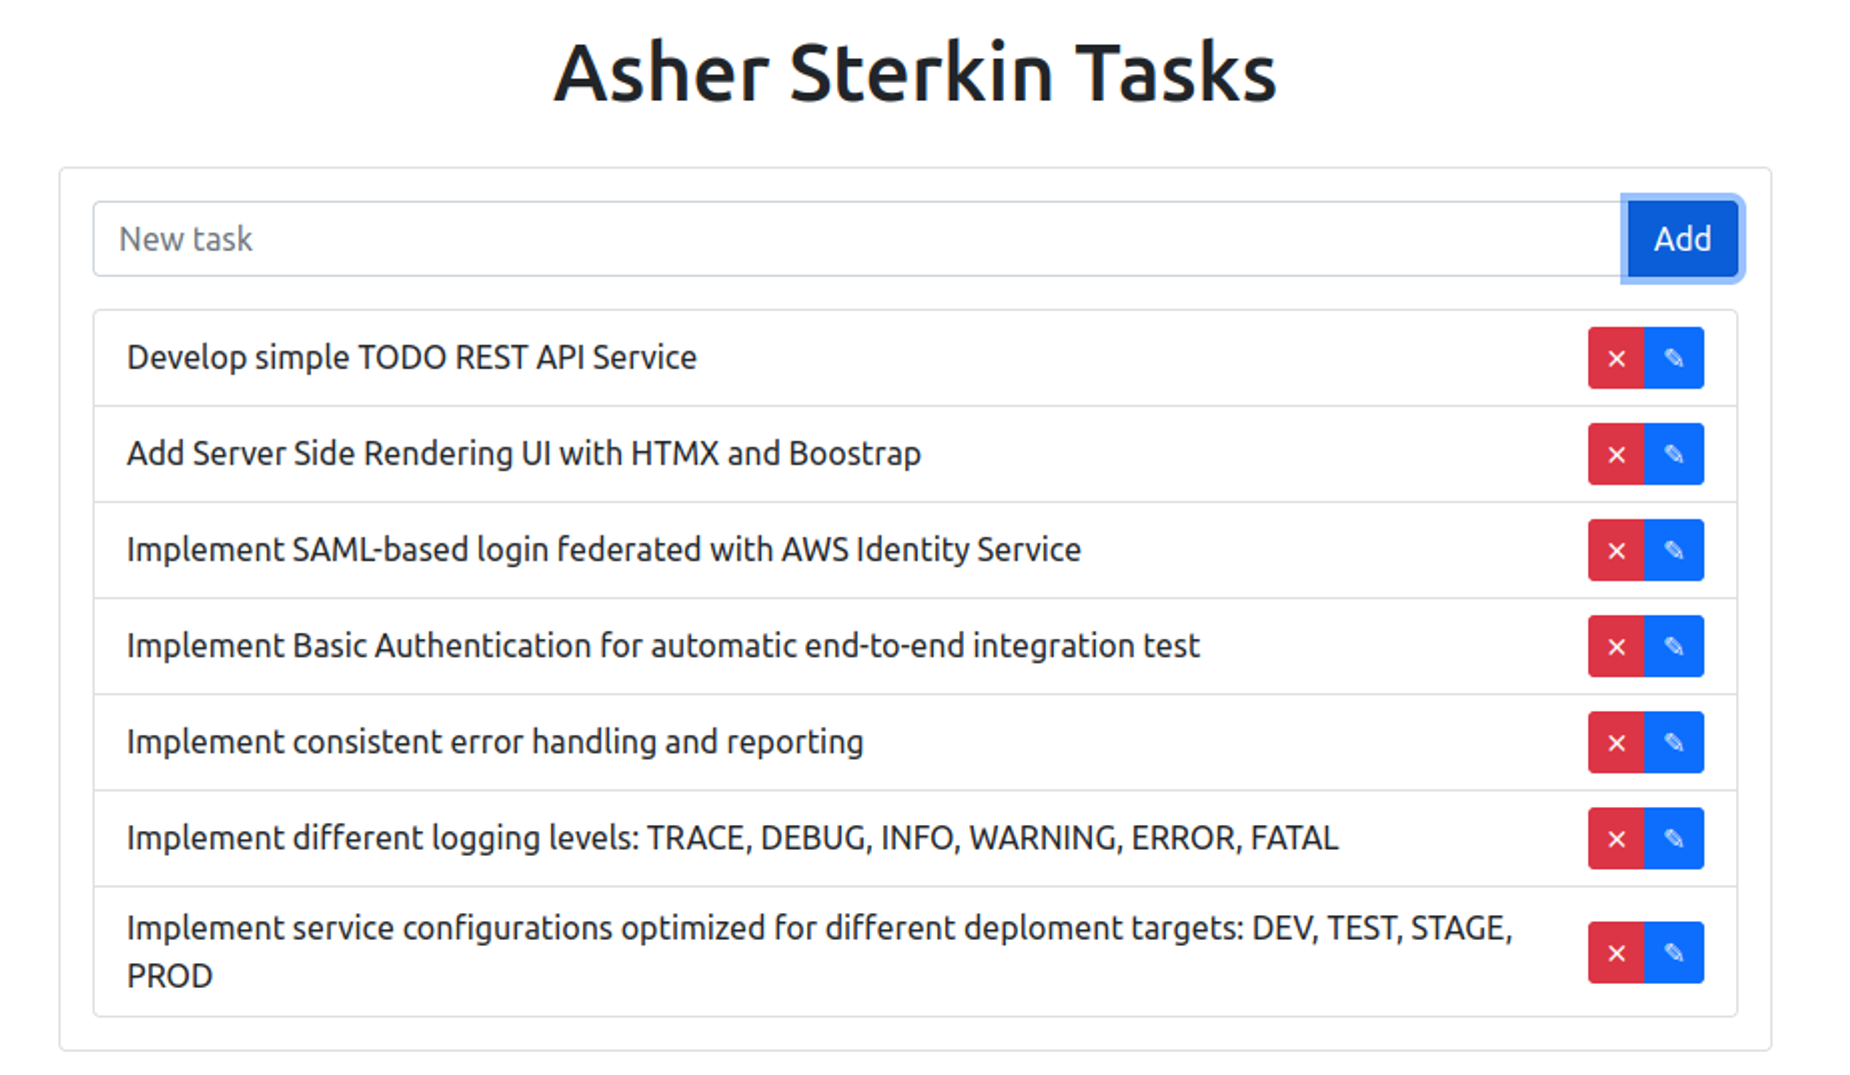 Asher Sterkin Tasks
New task
Add
Develop simple TODO REST API Service
Add Server Side Rendering UI with HTMX and Boostrap
Implement SAML-based login federated with AWS Identity Service
Implement Basic Authentication for automatic end-to-end integration test
Implement consistent error handling and reporting
Implement different logging levels: TRACE, DEBUG, INFO, WARNING, ERROR, FATAL
Implement service configurations optimized for different deploment targets: DEV, TEST, STAGE,
PROD